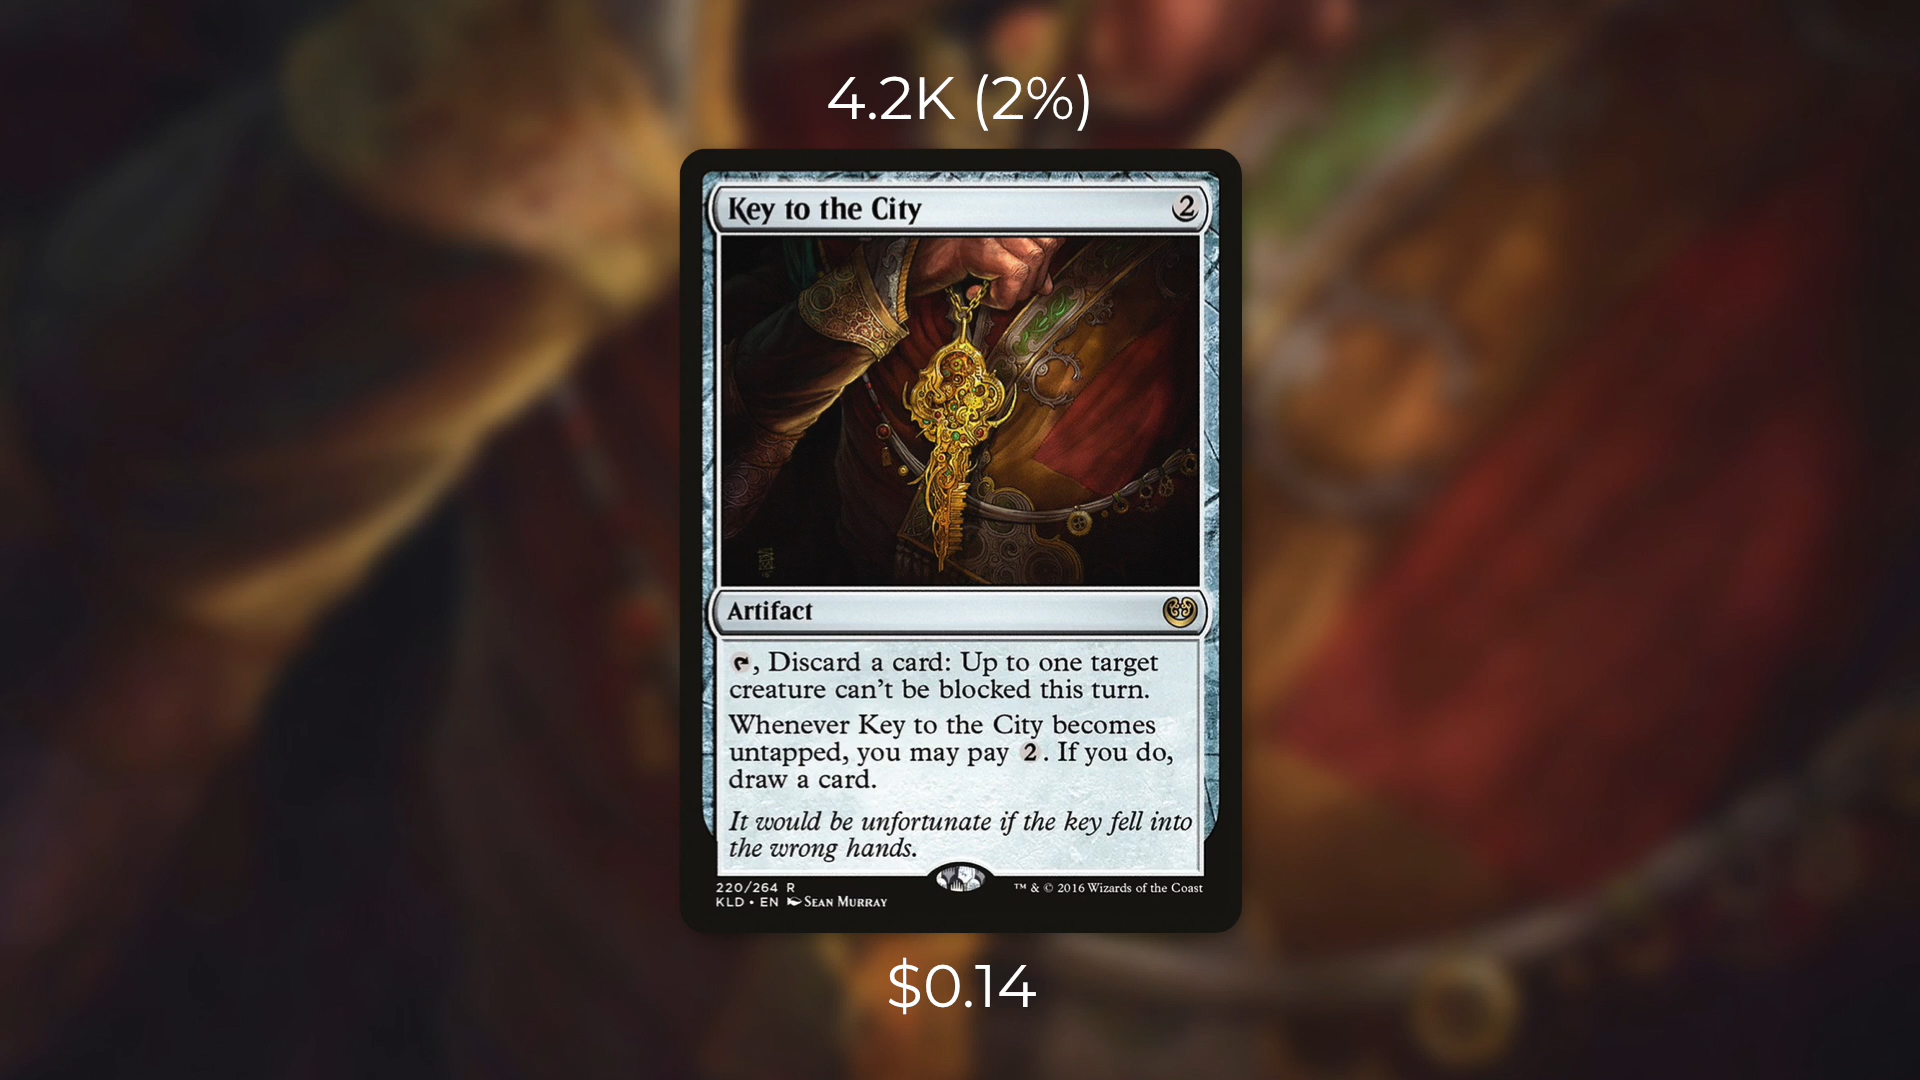 4.2K (2%)
Key to the City 2
Artifact
, Discard a card: Up to one target
creature can't be blocked this turn.
Whenever Key to the City becomes
untapped, you may pay 2. If you do,
draw a card.
It would be unfortunate if the key fell into
the wrong hands.
220/264 R
™ & © 2016 Wizards of the Coast
KLD • EN Sean Murray
$0.14